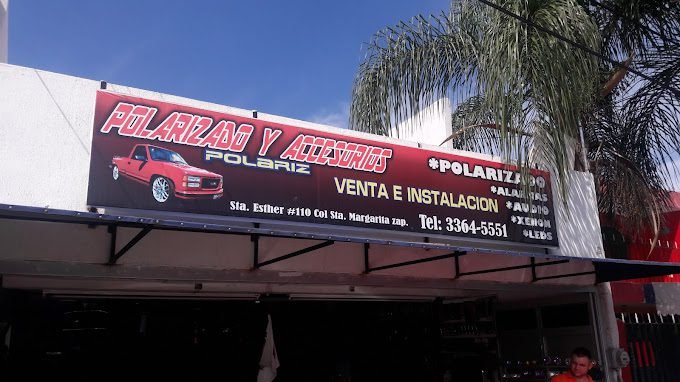 POLARIZADO Y ACCESORIOS
POLARIZ
VENTA E INSTALACION
Sta. Esther #110 Col Sta. Margarita zap.
Tel: 3364-5551
*POLARIZADO
*ALARMAS
*AUDIO
*XENON
*LEDS